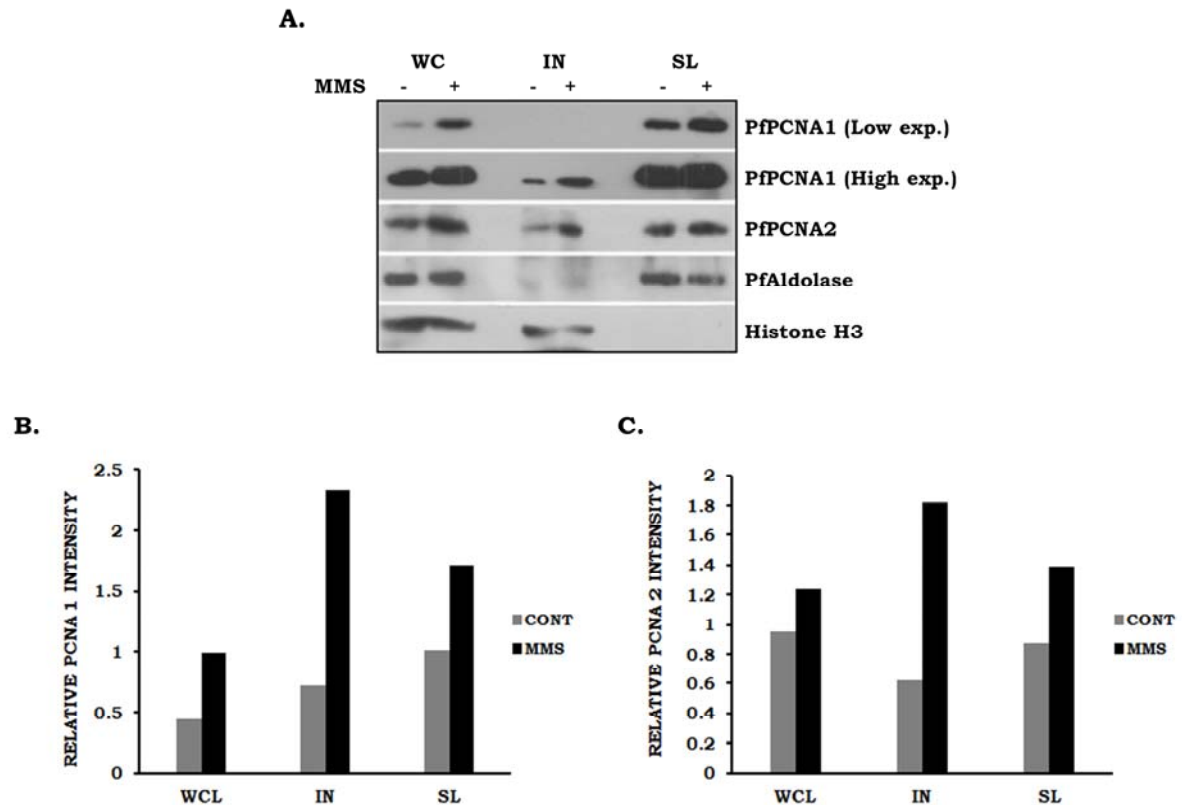 A.
WC IN SL
MMS - + - + - +
PfPCNA1 (Low exp.)
PfPCNA1 (High exp.)
PfPCNA2
PfAldolase
Histone H3
B.
RELATIVE PCNA 1 INTENSITY
2.5
2
1.5
1
0.5
0
WCL IN SL
CONT
MMS
C.
RELATIVE PCNA 2 INTENSITY
2
1.8
1.6
1.4
1.2
1
0.8
0.6
0.4
0.2
0
WCL IN SL
CONT
MMS